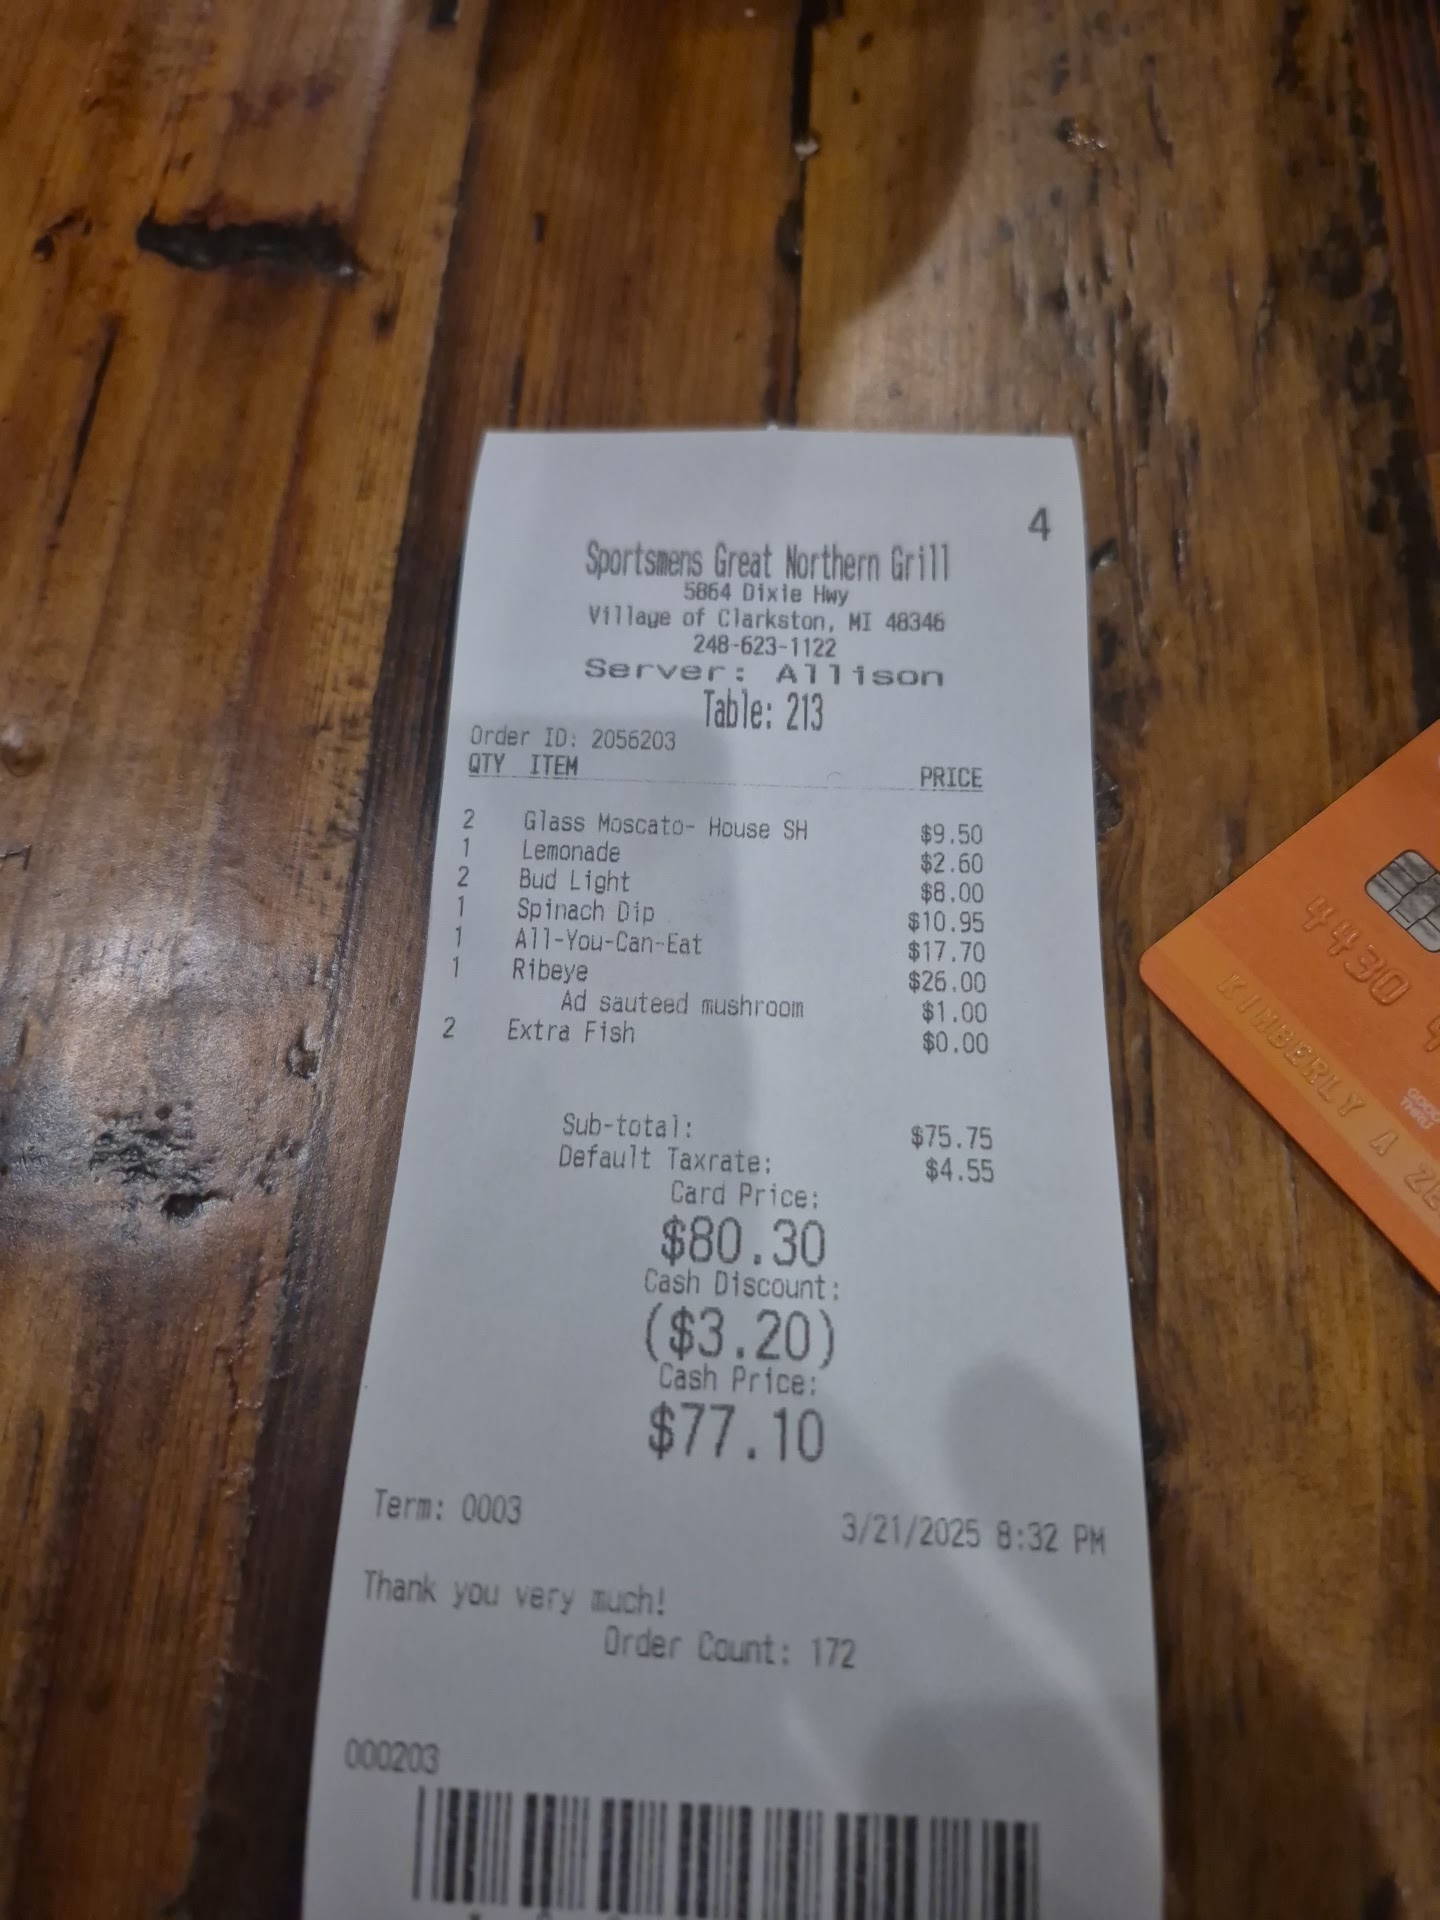 4
Sportsmens Great Northern Grill
5864 Dixie Hwy
Village of Clarkston, MI 48346
248-623-1122
Server: Allison
Table: 213
Order ID: 2056203
QTY ITEM PRICE
2 Glass Moscato- House SH $9.50
1 Lemonade $2.60
2 Bud Light $8.00
1 Spinach Dip $10.95
1 All-You-Can-Eat $17.70
1 Ribeye $26.00
Ad sauteed mushroom $1.00
2 Extra Fish $0.00
Sub-total: $75.75
Default Taxrate: $4.55
Card Price:
$80.30
Cash Discount:
($3.20)
Cash Price:
$77.10
Term: 0003 3/21/2025 8:32 PM
Thank you very much!
Order Count: 172
000203
4430
KIMBERLY A
GOOD
THRU